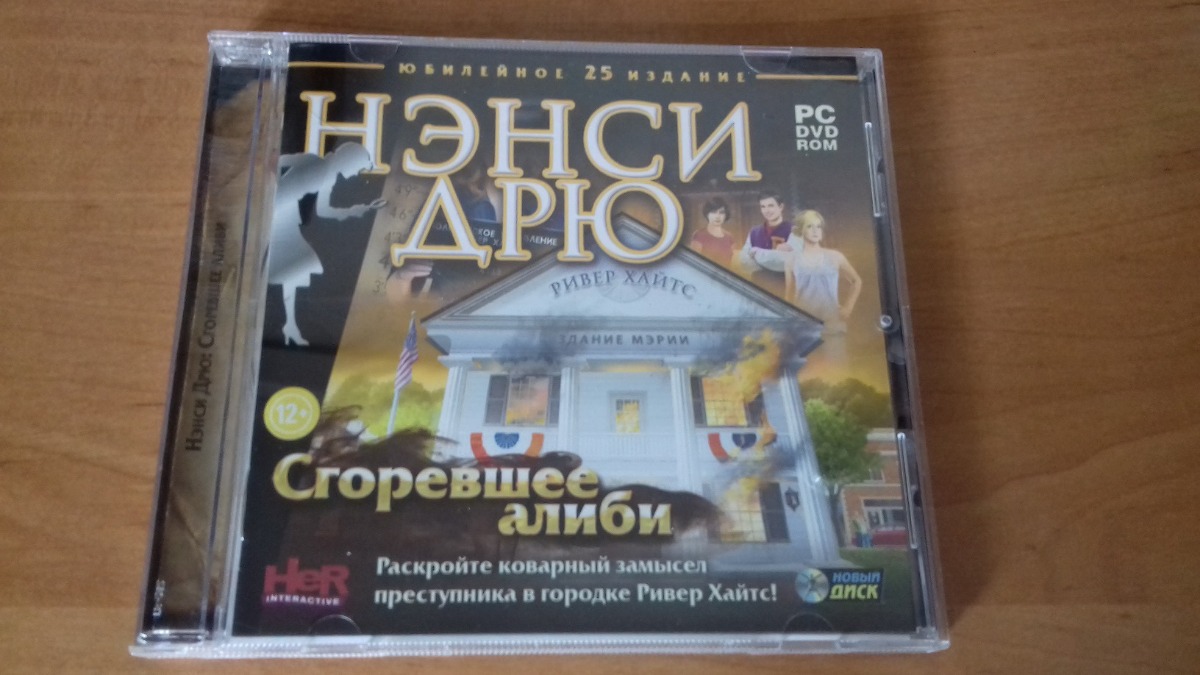 ЮБИЛЕЙНОЕ 25 ИЗДАНИЕ
НЭНСИ
ДРЮ
PC
DVD
ROM
РИВЕР ХАЙТС
ЗДАНИЕ МЭРИИ
12+
Сгоревшее
алиби
Раскройте коварный замысел
преступника в городке Ривер Хайтс!
HeR
INTERACTIVE
НОВЫЙ
ДИСК
Нэнси Дрю: Сгоревшее алиби